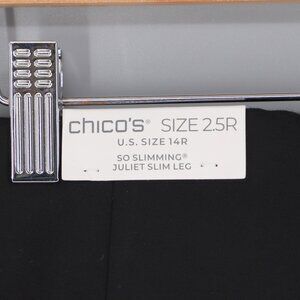 chico's® SIZE 2.5R
U.S. SIZE 14R
SO SLIMMING®
JULIET SLIM LEG